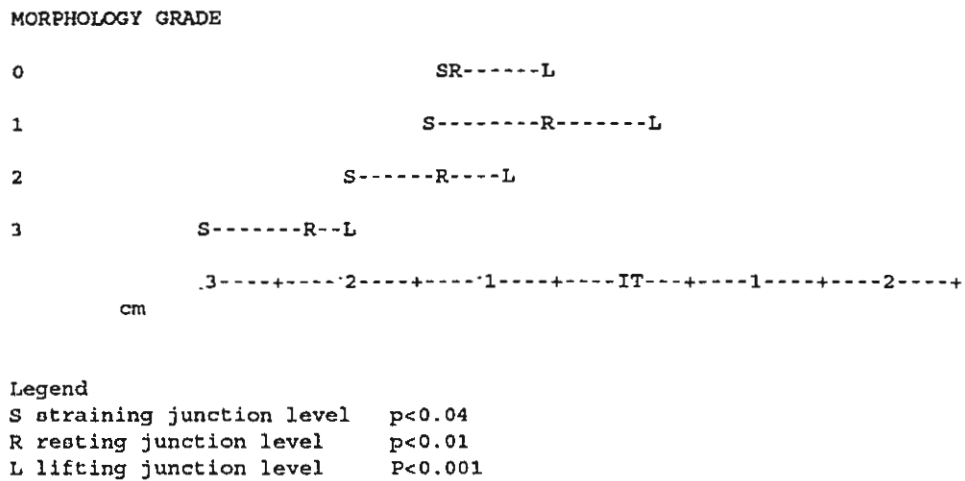 MORPHOLOGY GRADE
0 SR------L
1 S--------R-------L
2 S------R----L
3 S-------R--L
.3----+----·2----+----·1----+----IT---+----1----+----2----+
cm
Legend
S straining junction level p<0.04
R resting junction level p<0.01
L lifting junction level P<0.001